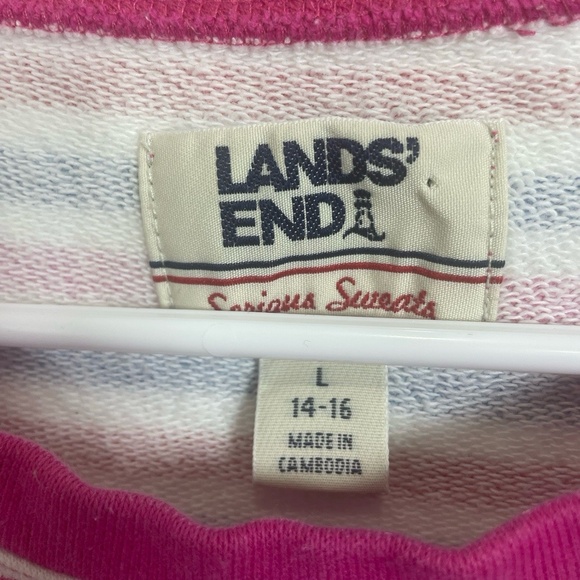 LANDS'
END
Serious Sweats
L
14-16
MADE IN
CAMBODIA